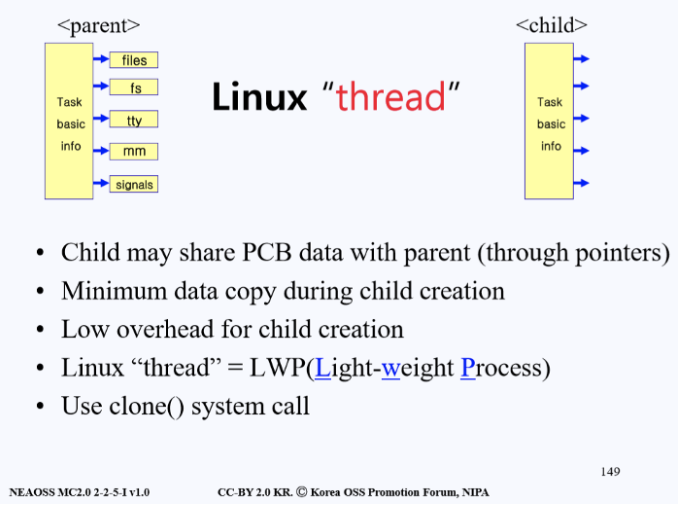 <parent>
<child>
files
fs
tty
mm
signals
Task
basic
info
Linux “thread”
Task
basic
info
• Child may share PCB data with parent (through pointers)
• Minimum data copy during child creation
• Low overhead for child creation
• Linux “thread” = LWP(Light-weight Process)
• Use clone() system call
149
NEAOSS MC2.0 2-2-5-I v1.0
CC-BY 2.0 KR. Ⓒ Korea OSS Promotion Forum, NIPA